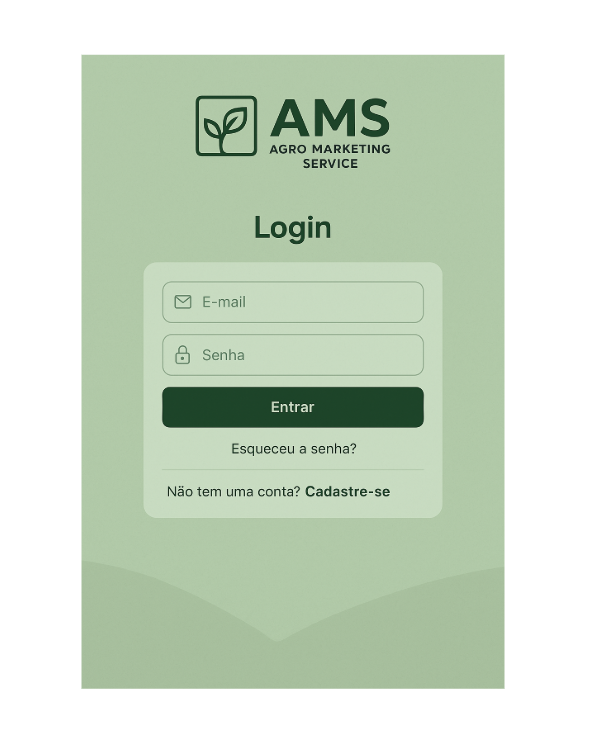 AMS
AGRO MARKETING
SERVICE
Login
E-mail
Senha
Entrar
Esqueceu a senha?
Não tem uma conta? Cadastre-se